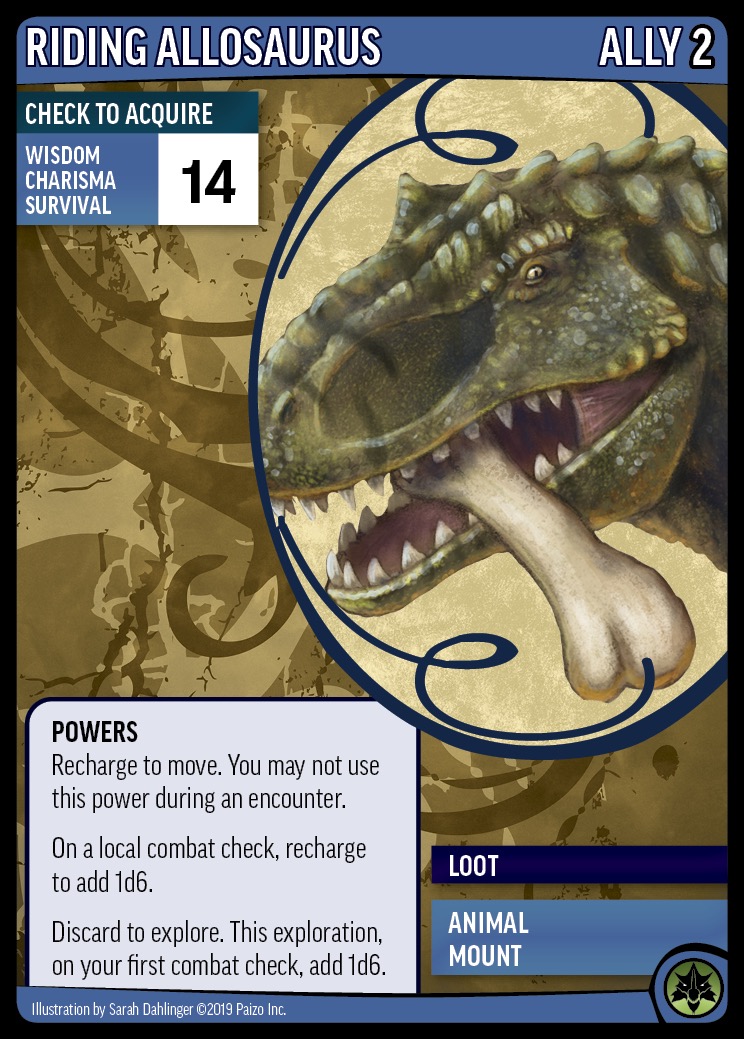 RIDING ALLOSAURUS
ALLY 2
CHECK TO ACQUIRE
WISDOM
CHARISMA
SURVIVAL
14
POWERS
Recharge to move. You may not use
this power during an encounter.
On a local combat check, recharge
to add 1d6.
Discard to explore. This exploration,
on your first combat check, add 1d6.
LOOT
ANIMAL
MOUNT
Illustration by Sarah Dahlinger ©2019 Paizo Inc.